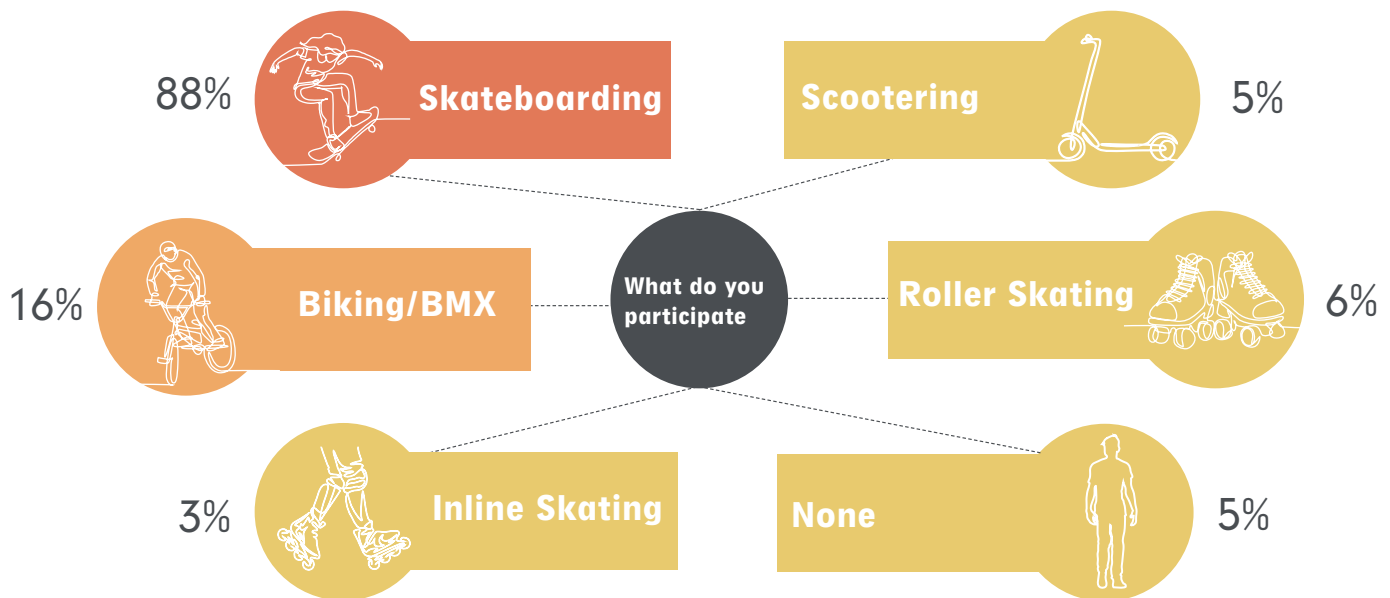 88%
Skateboarding
Scootering
5%
16%
Biking/BMX
What do you
participate
Roller Skating
6%
3%
Inline Skating
None
5%